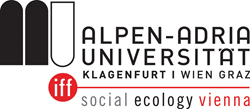 ALPEN-ADRIA
UNIVERSITÄT
KLAGENFURT | WIEN GRAZ
iff
social ecology vienna